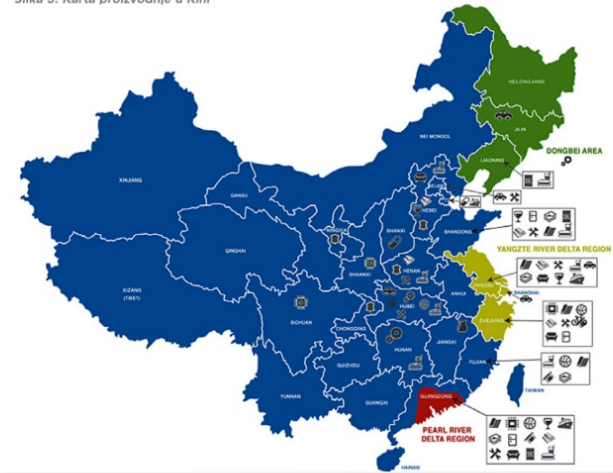 Slika 3. Karta proizvodnje u Kini
HEILONGJIANG
JILIN
LIAONING
DONGBEI AREA
NEI MONGOL
XINJIANG
GANSU
HEBEI
SHANXI
SHANDONG
YANGZTE RIVER DELTA REGION
QINGHAI
NINGXIA
SHAANXI
HENAN
JIANGSU
SHANGHAI
XIZANG
(TIBET)
ANHUI
HUBEI
SICHUAN
CHONGQING
ZHEJIANG
HUNAN
JIANGXI
GUIZHOU
FUJIAN
YUNNAN
GUANGXI
GUANGDONG
TAIWAN
PEARL RIVER
DELTA REGION
HAINAN